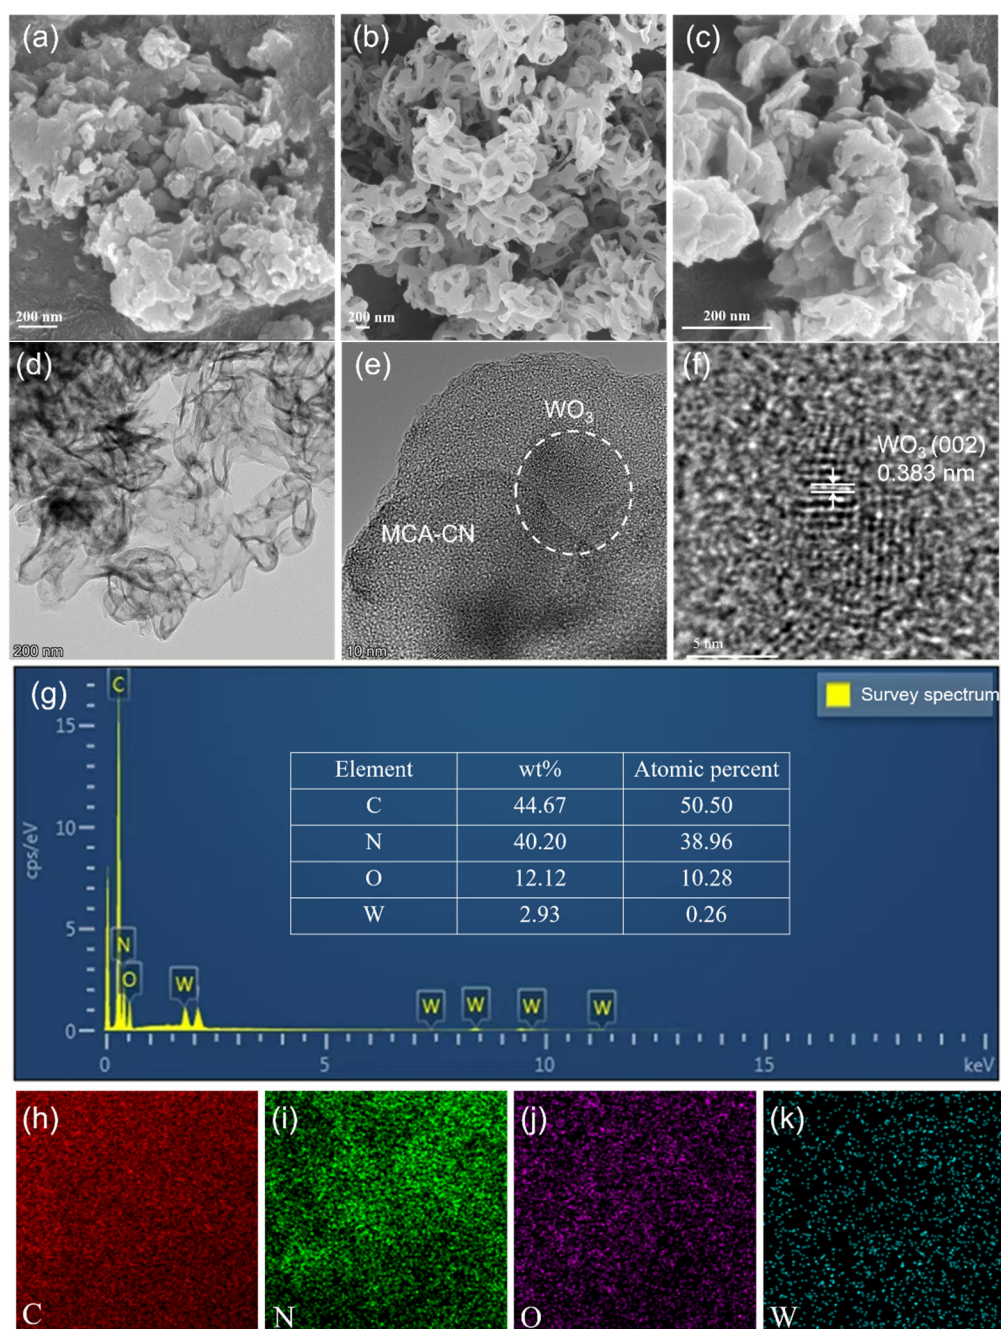 (a)
200 nm
(b)
200 nm
(c)
200 nm
(d)
200 nm
(e)
WO₃
MCA-CN
10 nm
(f)
WO₃ (002)
0.383 nm
5 nm
(g)
Survey spectrum
cps/eV
15
10
5
0
C
N
O
W
W
W
W
W
0
5
10
15
keV
Element wt% Atomic percent
C 44.67 50.50
N 40.20 38.96
O 12.12 10.28
W 2.93 0.26
(h)
C
(i)
N
(j)
O
(k)
W